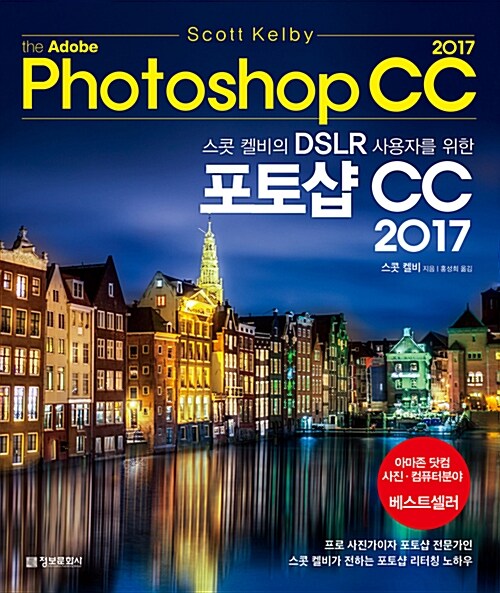 Scott Kelby
the Adobe 2017
Photoshop CC
스콧 켈비의 DSLR 사용자를 위한
포토샵 CC
2017
스콧 켈비 지음 | 홍성희 옮김
아마존 닷컴
사진·컴퓨터분야
베스트셀러
프로 사진가이자 포토샵 전문가인
스콧 켈비가 전하는 포토샵 리터칭 노하우
정보문화사